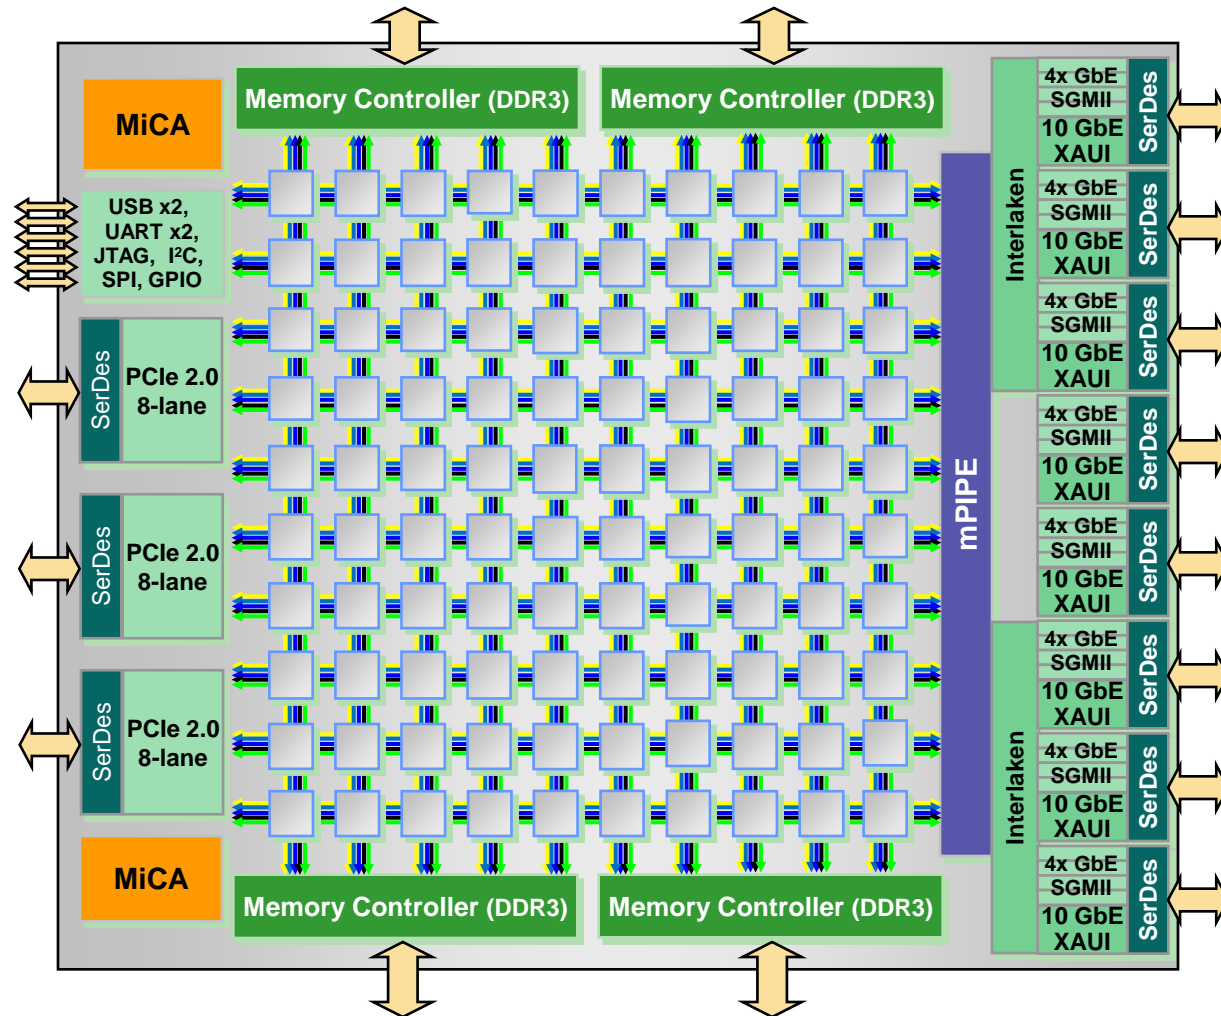 Memory Controller (DDR3)
Memory Controller (DDR3)
MiCA
USB x2,
UART x2,
JTAG, I²C,
SPI, GPIO
SerDes
PCIe 2.0
8-lane
SerDes
PCIe 2.0
8-lane
SerDes
PCIe 2.0
8-lane
MiCA
Memory Controller (DDR3)
Memory Controller (DDR3)
mPIPE
Interlaken
Interlaken
4x GbE
SGMII
10 GbE
XAUI
SerDes
4x GbE
SGMII
10 GbE
XAUI
SerDes
4x GbE
SGMII
10 GbE
XAUI
SerDes
4x GbE
SGMII
10 GbE
XAUI
SerDes
4x GbE
SGMII
10 GbE
XAUI
SerDes
4x GbE
SGMII
10 GbE
XAUI
SerDes
4x GbE
SGMII
10 GbE
XAUI
SerDes
4x GbE
SGMII
10 GbE
XAUI
SerDes